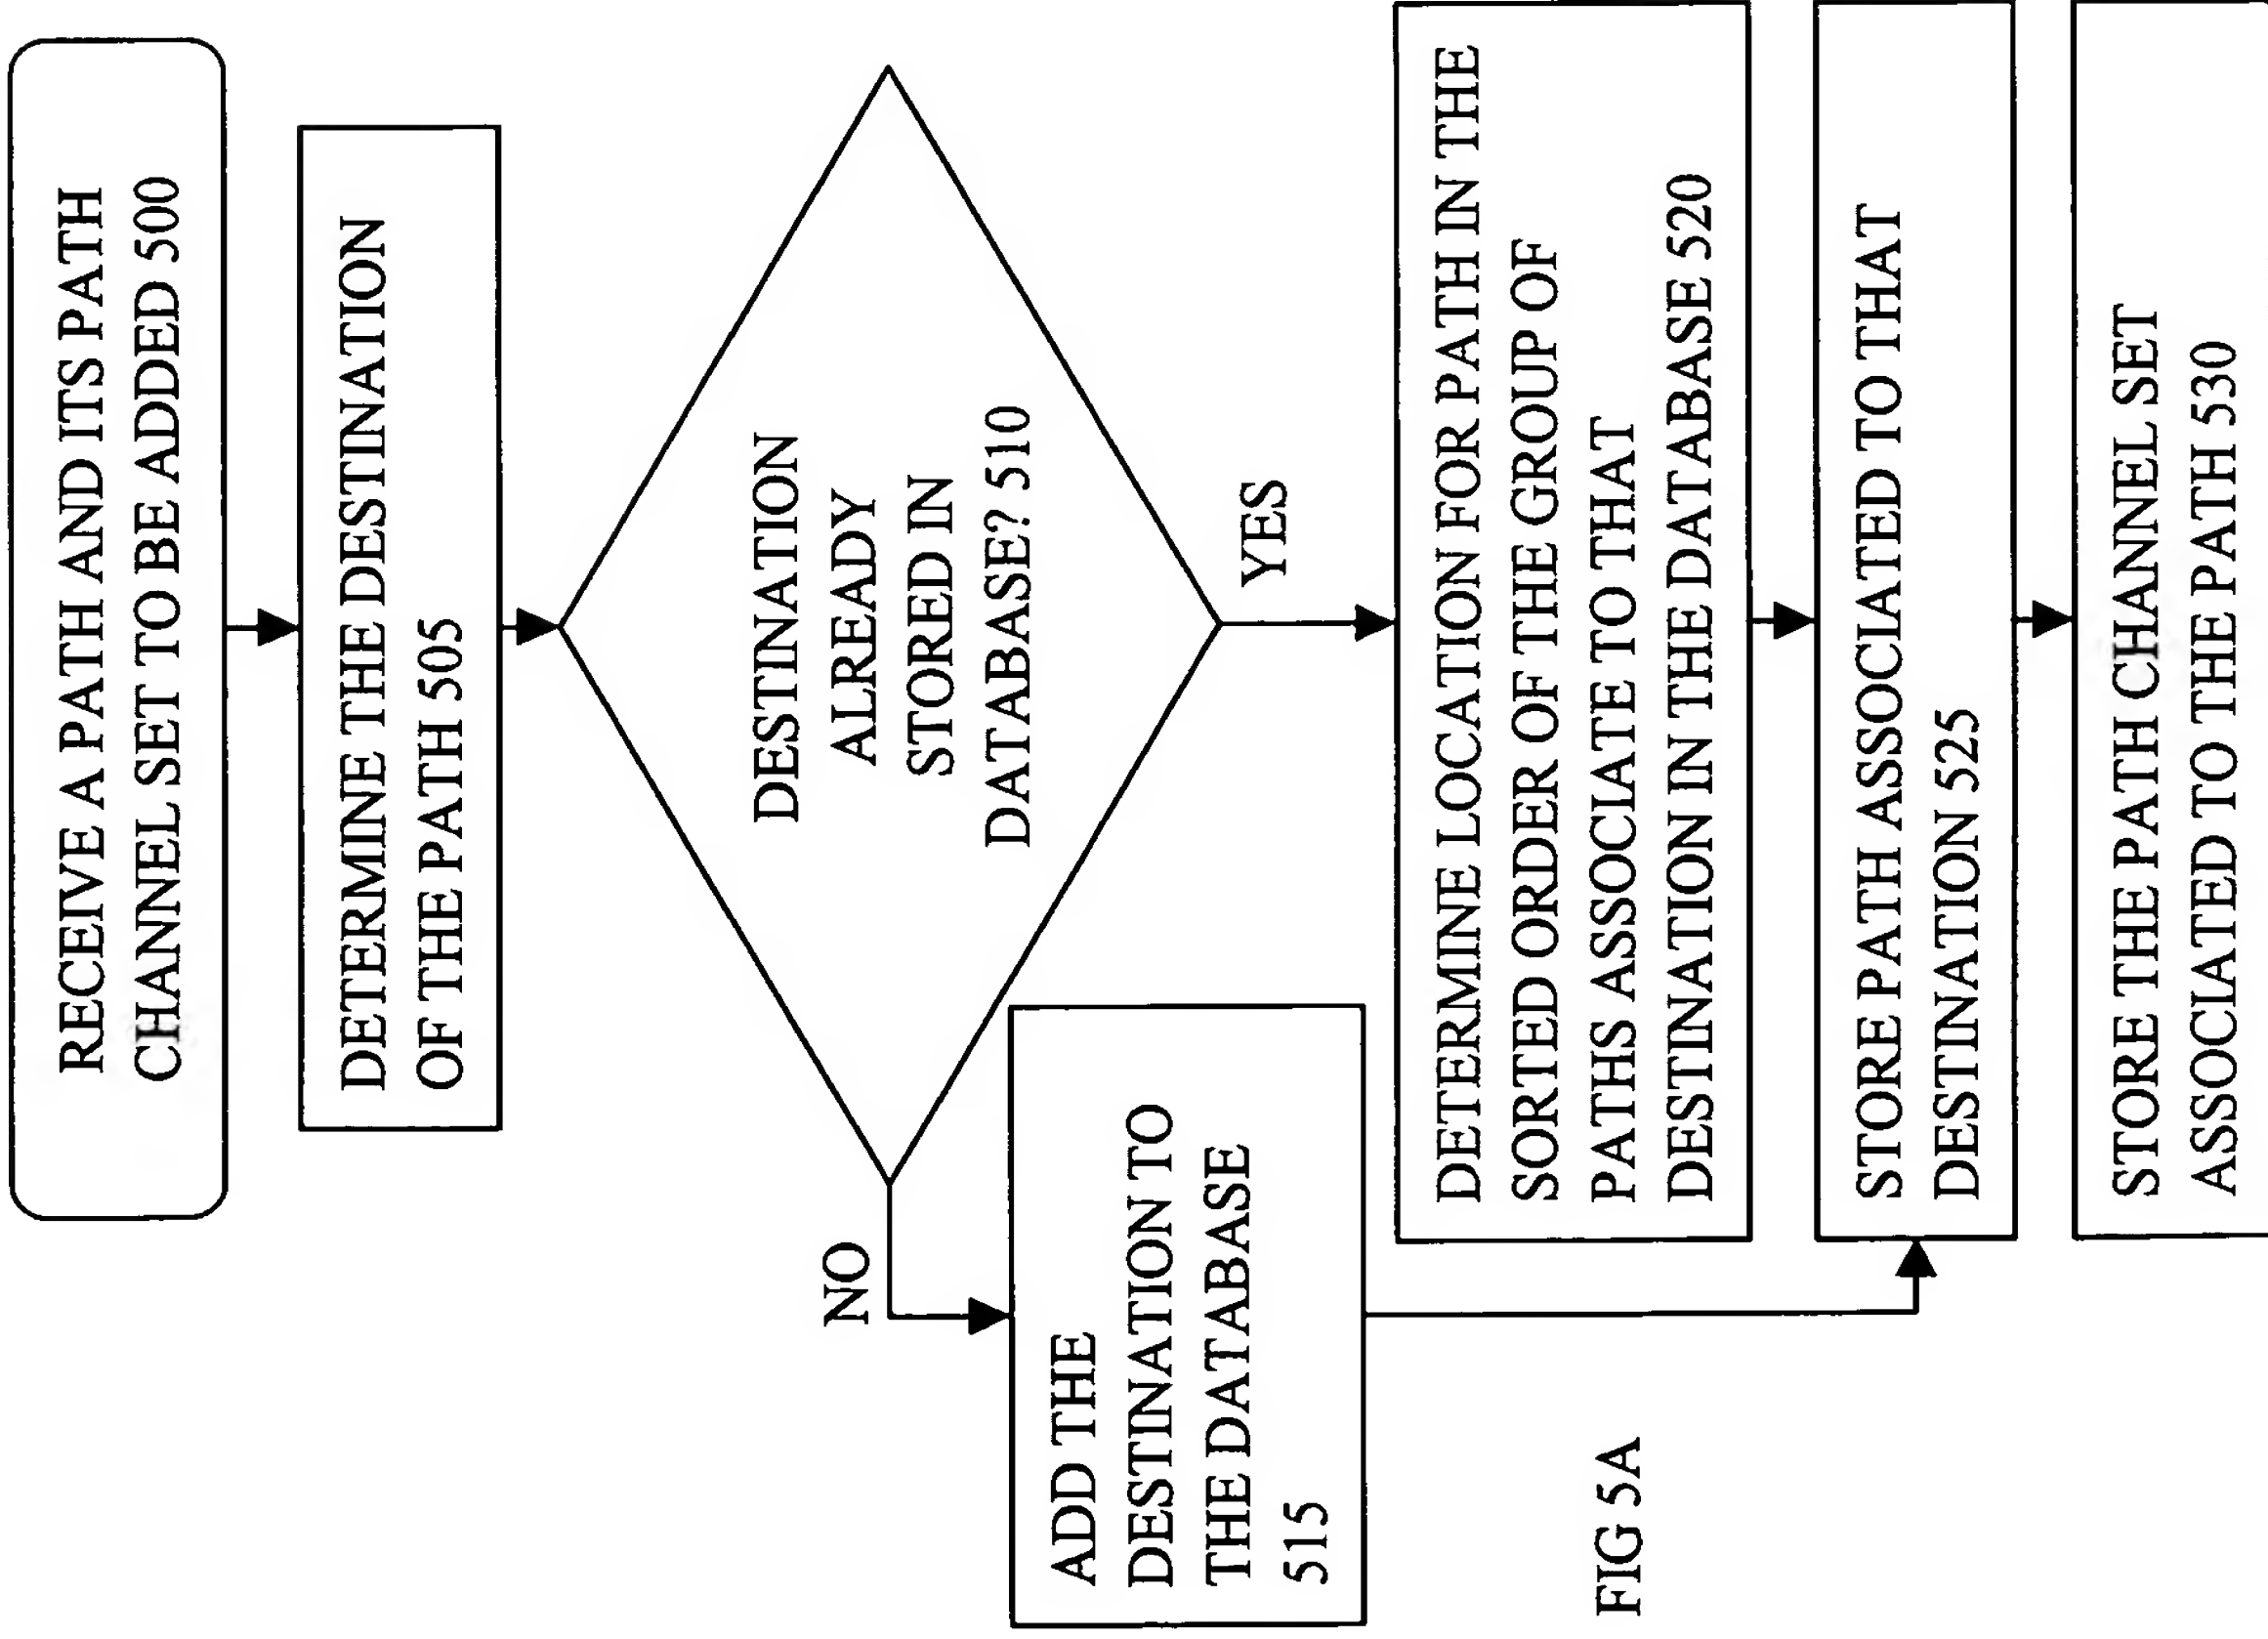 RECEIVE A PATH AND ITS PATH
CHANNEL SET TO BE ADDED 500
DETERMINE THE DESTINATION
OF THE PATH 505
DESTINATION
ALREADY
STORED IN
DATABASE? 510
NO
YES
ADD THE
DESTINATION TO
THE DATABASE
515
DETERMINE LOCATION FOR PATH IN THE
SORTED ORDER OF THE GROUP OF
PATHS ASSOCIATE TO THAT
DESTINATION IN THE DATABASE 520
STORE PATH ASSOCIATED TO THAT
DESTINATION 525
STORE THE PATH CHANNEL SET
ASSOCIATED TO THE PATH 530
FIG 5A